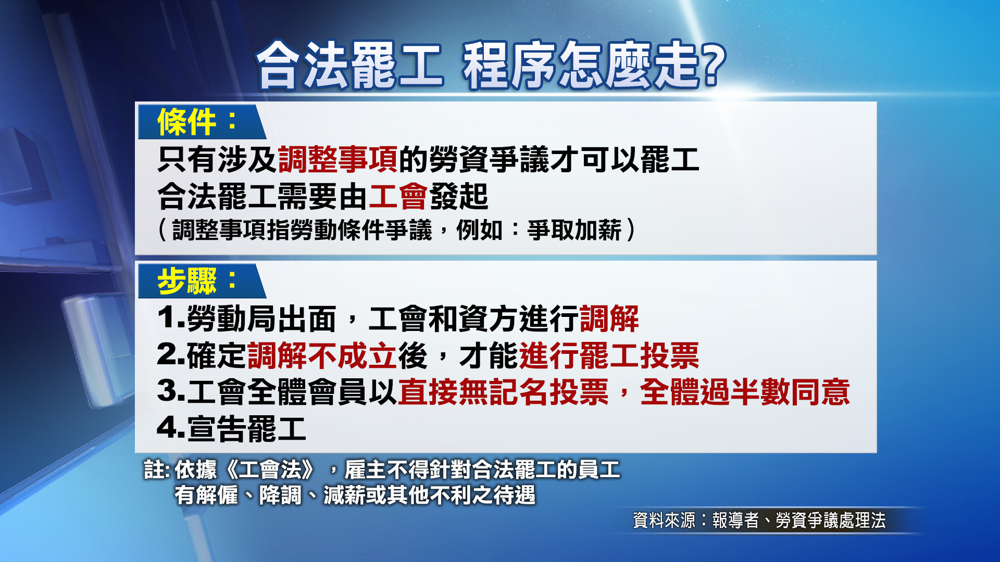 合法罷工 程序怎麼走?
條件：
只有涉及調整事項的勞資爭議才可以罷工
合法罷工需要由工會發起
（調整事項指勞動條件爭議，例如：爭取加薪）
步驟：
1.勞動局出面，工會和資方進行調解
2.確定調解不成立後，才能進行罷工投票
3.工會全體會員以直接無記名投票，全體過半數同意
4.宣告罷工
註:依據《工會法》，雇主不得針對合法罷工的員工
有解僱、降調、減薪或其他不利之待遇
資料來源：報導者、勞資爭議處理法